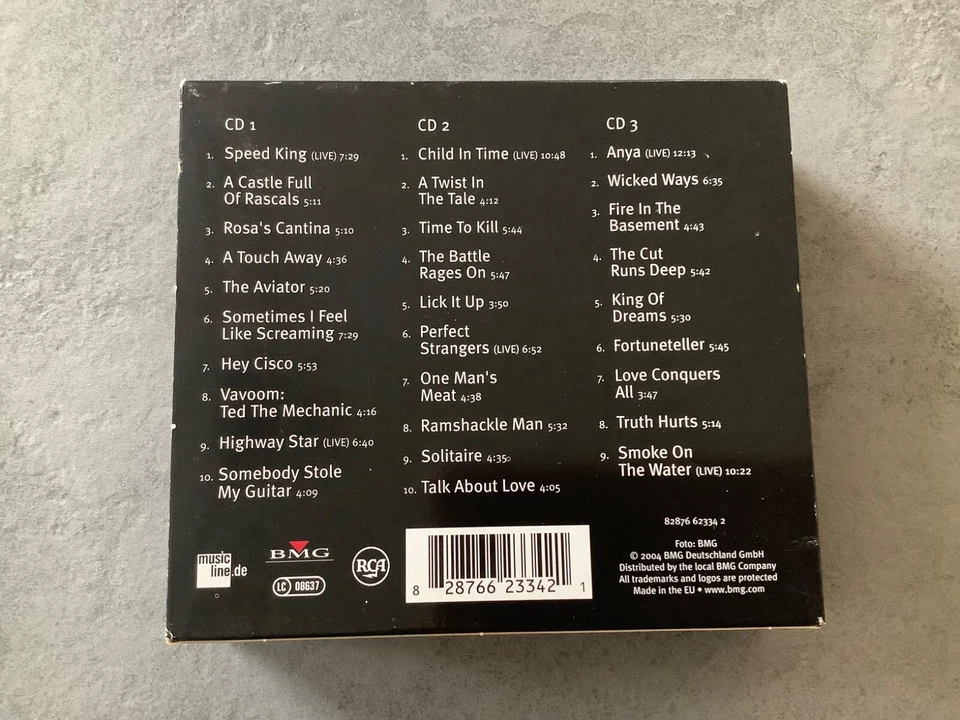 CD 1
1. Speed King (LIVE) 7:29
2. A Castle Full
Of Rascals 5:11
3. Rosa's Cantina 5:10
4. A Touch Away 4:36
5. The Aviator 5:20
6. Sometimes I Feel
Like Screaming 7:29
7. Hey Cisco 5:53
8. Vavoom:
Ted The Mechanic 4:16
9. Highway Star (LIVE) 6:40
10. Somebody Stole
My Guitar 4:09
CD 2
1. Child In Time (LIVE) 10:48
2. A Twist In
The Tale 4:12
3. Time To Kill 5:44
4. The Battle
Rages On 5:47
5. Lick It Up 3:50
6. Perfect
Strangers (LIVE) 6:52
7. One Man's
Meat 4:38
8. Ramshackle Man 5:32
9. Solitaire 4:35
10. Talk About Love 4:05
CD 3
1. Anya (LIVE) 12:13
2. Wicked Ways 6:35
3. Fire In The
Basement 4:43
4. The Cut
Runs Deep 5:42
5. King Of
Dreams 5:30
6. Fortuneteller 5:45
7. Love Conquers
All 3:47
8. Truth Hurts 5:14
9. Smoke On
The Water (LIVE) 10:22
music
line.de
BMG
LC 08637
RCA
8 28766 23342 1
82876 62334 2
Foto: BMG
© 2004 BMG Deutschland GmbH
Distributed by the local BMG Company
All trademarks and logos are protected
Made in the EU • www.bmg.com